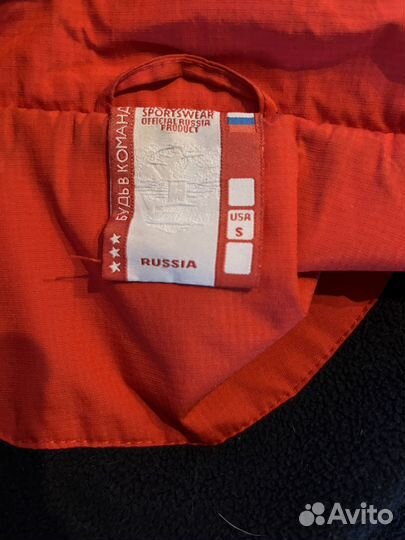 SPORTSWEAR
OFFICIAL RUSSIA
PRODUCT
БУДЬ В КОМАНД
USA
S
RUSSIA
Avito